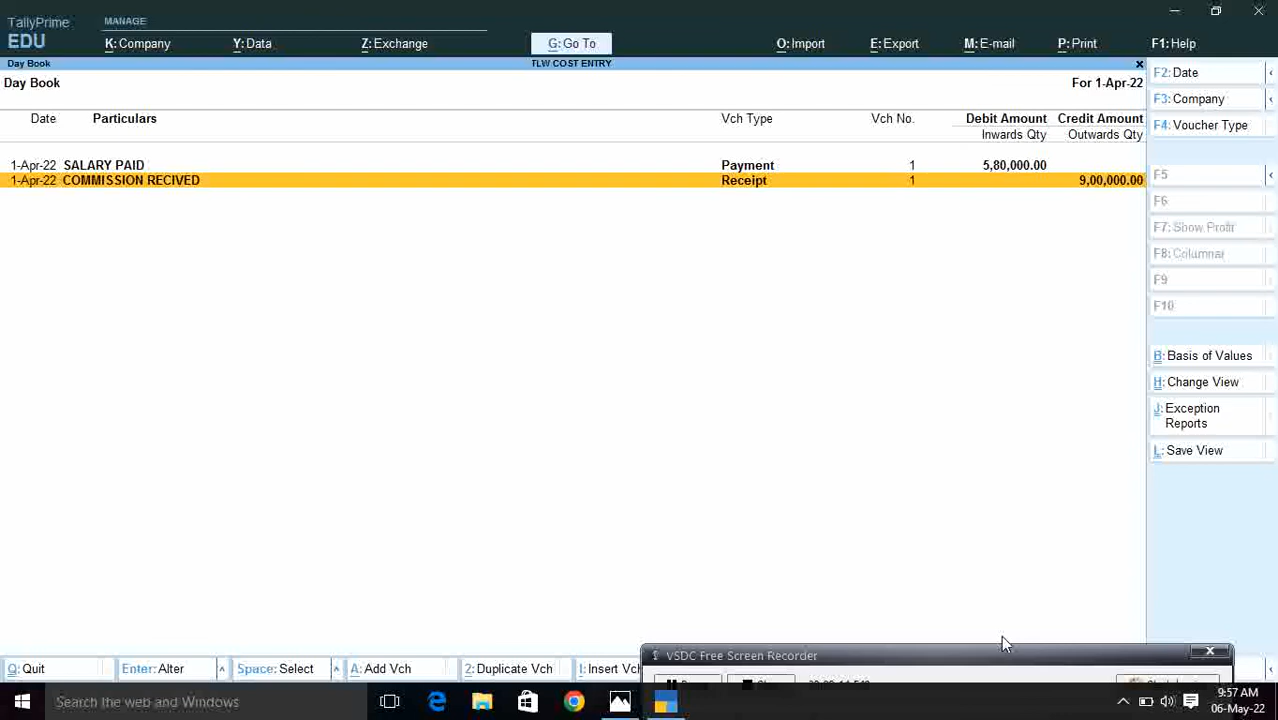 TallyPrime
MANAGE
EDU
K: Company
Y: Data
Z: Exchange
G: Go To
O: Import
E: Export
M: E-mail
P: Print
F1: Help
Day Book
TLW COST ENTRY
Day Book
For 1-Apr-22
Date Particulars Vch Type Vch No. Debit Amount Credit Amount
Inwards Qty Outwards Qty
1-Apr-22 SALARY PAID Payment 1 5,80,000.00
1-Apr-22 COMMISSION RECIVED Receipt 1 9,00,000.00
F2: Date
F3: Company
F4: Voucher Type
F5
F6
F7: Show Profit
F8: Columnar
F9
F10
B: Basis of Values
H: Change View
J: Exception
Reports
L: Save View
Q: Quit
Enter: Alter
Space: Select
A: Add Vch
2: Duplicate Vch
I: Insert Vch
VSDC Free Screen Recorder
Search the web and Windows
9:57 AM
06-May-22